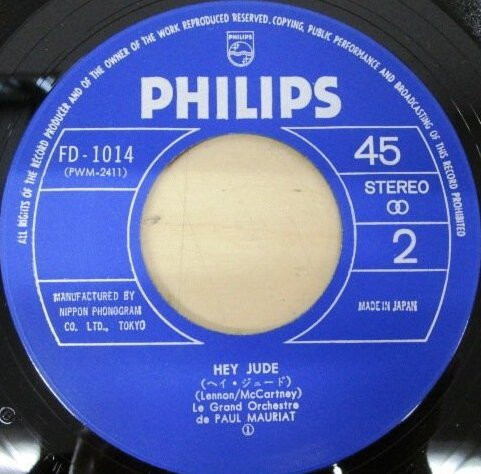 ALL RIGHTS OF THE RECORD PRODUCER AND OF THE OWNER OF THE WORK REPRODUCED RESERVED. COPYING, PUBLIC PERFORMANCE AND BROADCASTING OF THIS RECORD PROHIBITED
PHILIPS
PHILIPS
FD-1014
(PWM-2411)
45
STEREO
2
MANUFACTURED BY
NIPPON PHONOGRAM
CO. LTD., TOKYO
MADE IN JAPAN
HEY JUDE
(ヘイ・ジュード)
(Lennon/McCartney)
Le Grand Orchestre
de PAUL MAURIAT
①